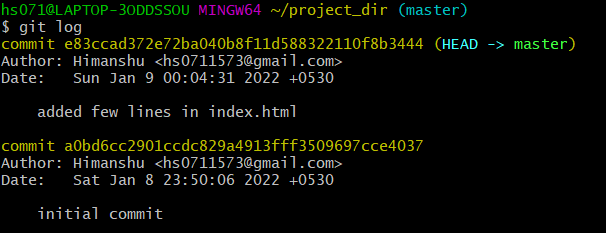 hs071@LAPTOP-3ODDSSOU MINGW64 ~/project_dir (master)
$ git log
commit e83ccad372e72ba040b8f11d588322110f8b3444 (HEAD -> master)
Author: Himanshu <hs0711573@gmail.com>
Date:   Sun Jan 9 00:04:31 2022 +0530
    added few lines in index.html
commit a0bd6cc2901ccdc829a4913fff3509697cce4037
Author: Himanshu <hs0711573@gmail.com>
Date:   Sat Jan 8 23:50:06 2022 +0530
    initial commit